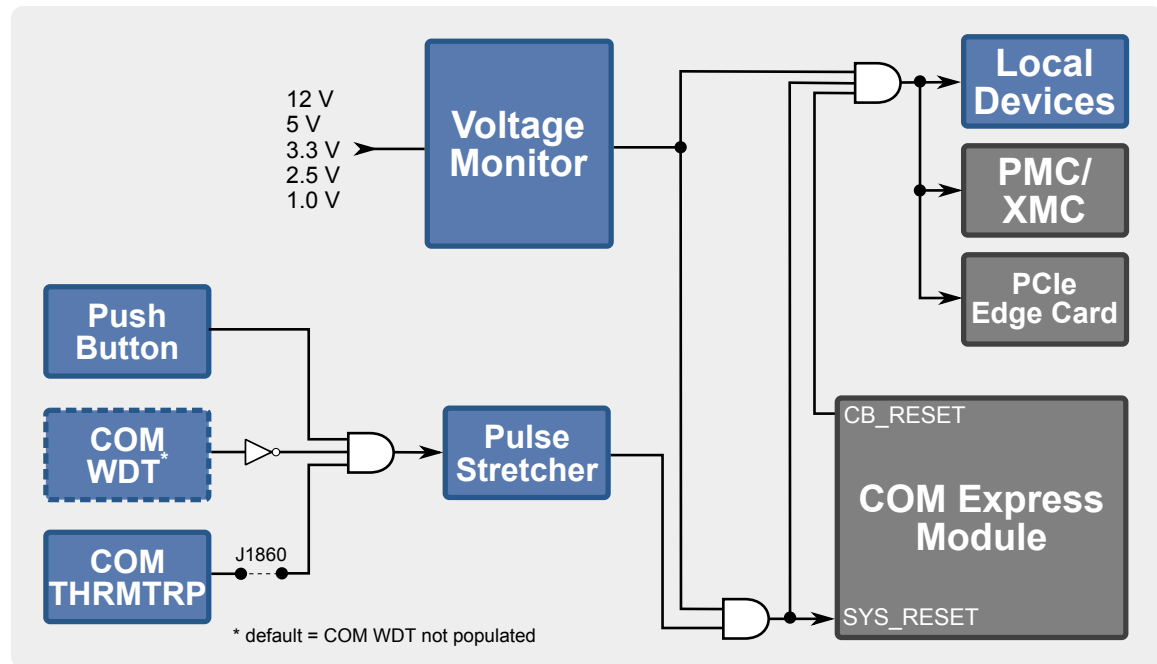 12 V
5 V
3.3 V
2.5 V
1.0 V
Voltage
Monitor
Local
Devices
PMC/
XMC
PCIe
Edge Card
Push
Button
COM
WDT*
COM
THRMTRP
J1860
Pulse
Stretcher
CB_RESET
COM Express
Module
SYS_RESET
* default = COM WDT not populated